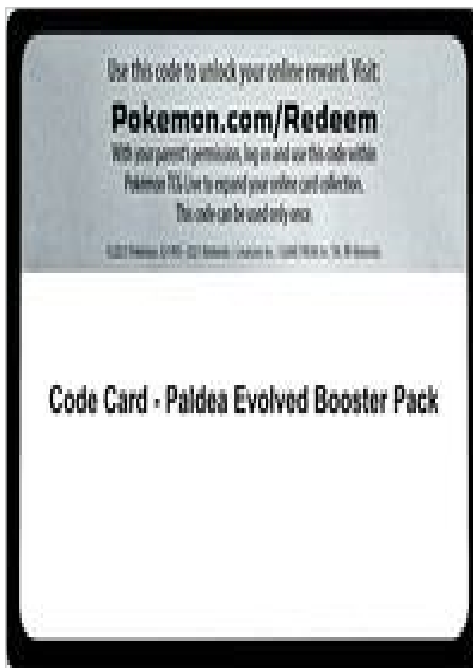 Use this code to unlock your online reward. Visit:
Pokemon.com/Redeem
With your parent's permission, log on and use this code within
Pokémon TCG Live to expand your online card collection.
This code can be used only once.
Code Card - Paldea Evolved Booster Pack